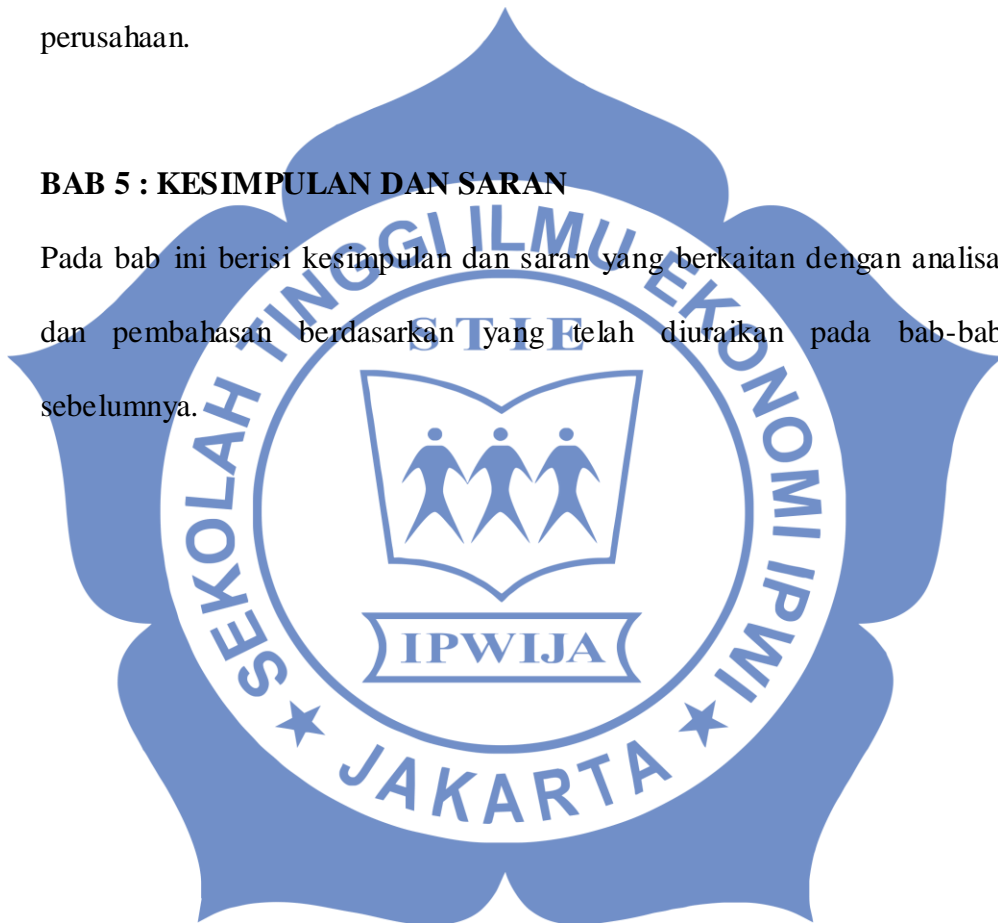 perusahaan.
BAB 5 : KESIMPULAN DAN SARAN
Pada bab ini berisi kesimpulan dan saran yang berkaitan dengan analisa
dan pembahasan berdasarkan yang telah diuraikan pada bab-bab
sebelumnya.
SEKOLAH TINGGI ILMU EKONOMI IPWI
STIE
IPWIJA
★ JAKARTA ★